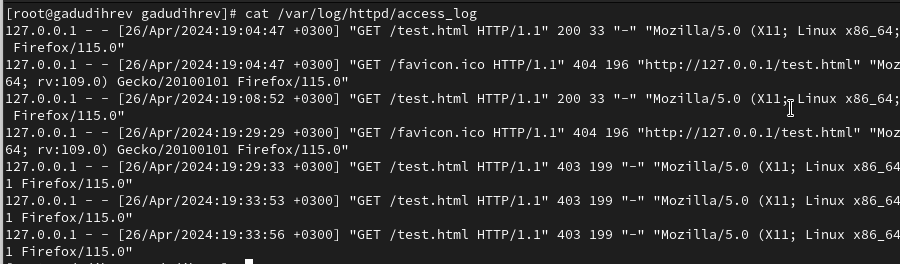 [root@gadudihrev gadudihrev]# cat /var/log/httpd/access_log
127.0.0.1 - - [26/Apr/2024:19:04:47 +0300] "GET /test.html HTTP/1.1" 200 33 "-" "Mozilla/5.0 (X11; Linux x86_64;
 Firefox/115.0"
127.0.0.1 - - [26/Apr/2024:19:04:47 +0300] "GET /favicon.ico HTTP/1.1" 404 196 "http://127.0.0.1/test.html" "Moz
64; rv:109.0) Gecko/20100101 Firefox/115.0"
127.0.0.1 - - [26/Apr/2024:19:08:52 +0300] "GET /test.html HTTP/1.1" 200 33 "-" "Mozilla/5.0 (X11; Linux x86_64;
 Firefox/115.0"
127.0.0.1 - - [26/Apr/2024:19:29:29 +0300] "GET /favicon.ico HTTP/1.1" 404 196 "http://127.0.0.1/test.html" "Moz
64; rv:109.0) Gecko/20100101 Firefox/115.0"
127.0.0.1 - - [26/Apr/2024:19:29:33 +0300] "GET /test.html HTTP/1.1" 403 199 "-" "Mozilla/5.0 (X11; Linux x86_64
1 Firefox/115.0"
127.0.0.1 - - [26/Apr/2024:19:33:53 +0300] "GET /test.html HTTP/1.1" 403 199 "-" "Mozilla/5.0 (X11; Linux x86_64
1 Firefox/115.0"
127.0.0.1 - - [26/Apr/2024:19:33:56 +0300] "GET /test.html HTTP/1.1" 403 199 "-" "Mozilla/5.0 (X11; Linux x86_64
1 Firefox/115.0"